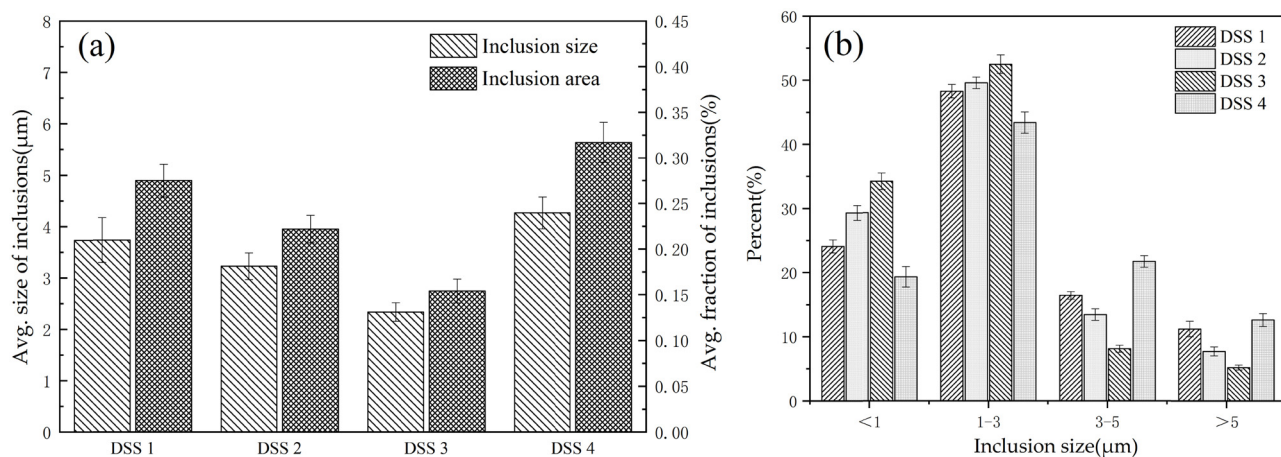 (a)
Inclusion size
Inclusion area
Avg. size of inclusions(μm)
8
7
6
5
4
3
2
1
0
Avg. fraction of inclusions(%)
0.45
0.40
0.35
0.30
0.25
0.20
0.15
0.10
0.05
0.00
DSS 1
DSS 2
DSS 3
DSS 4
(b)
DSS 1
DSS 2
DSS 3
DSS 4
Percent(%)
60
50
40
30
20
10
0
<1
1-3
3-5
>5
Inclusion size(μm)